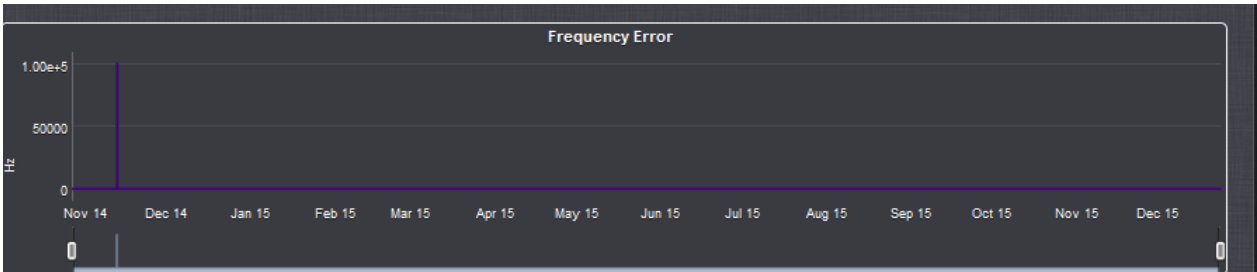 Frequency Error
1.00e+5
50000
Hz
0
Nov 14 Dec 14 Jan 15 Feb 15 Mar 15 Apr 15 May 15 Jun 15 Jul 15 Aug 15 Sep 15 Oct 15 Nov 15 Dec 15